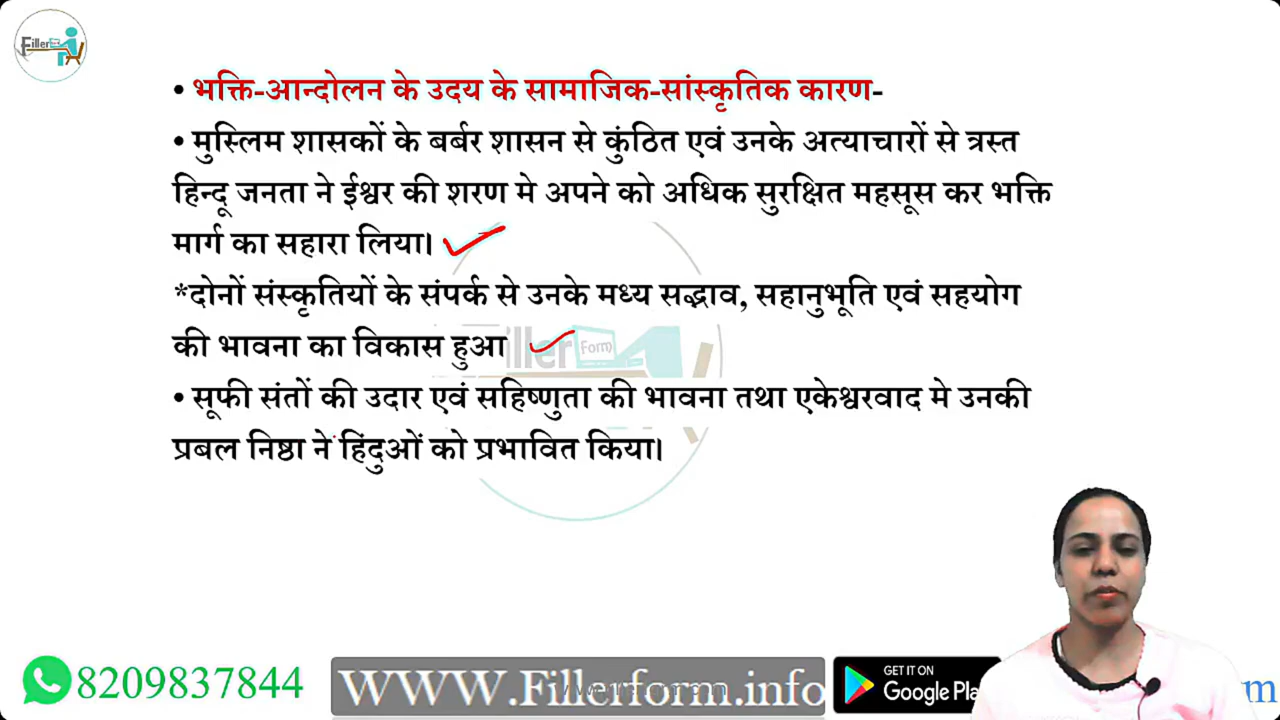 Filler
• भक्ति-आन्दोलन के उदय के सामाजिक-सांस्कृतिक कारण-
• मुस्लिम शासकों के बर्बर शासन से कुंठित एवं उनके अत्याचारों से त्रस्त
हिन्दू जनता ने ईश्वर की शरण मे अपने को अधिक सुरक्षित महसूस कर भक्ति
मार्ग का सहारा लिया।
*दोनों संस्कृतियों के संपर्क से उनके मध्य सद्भाव, सहानुभूति एवं सहयोग
की भावना का विकास हुआ
iller Form
• सूफी संतों की उदार एवं सहिष्णुता की भावना तथा एकेश्वरवाद मे उनकी
प्रबल निष्ठा ने हिंदुओं को प्रभावित किया।
8209837844
WWW.Fillerform.info
GET IT ON
Google Pla
m